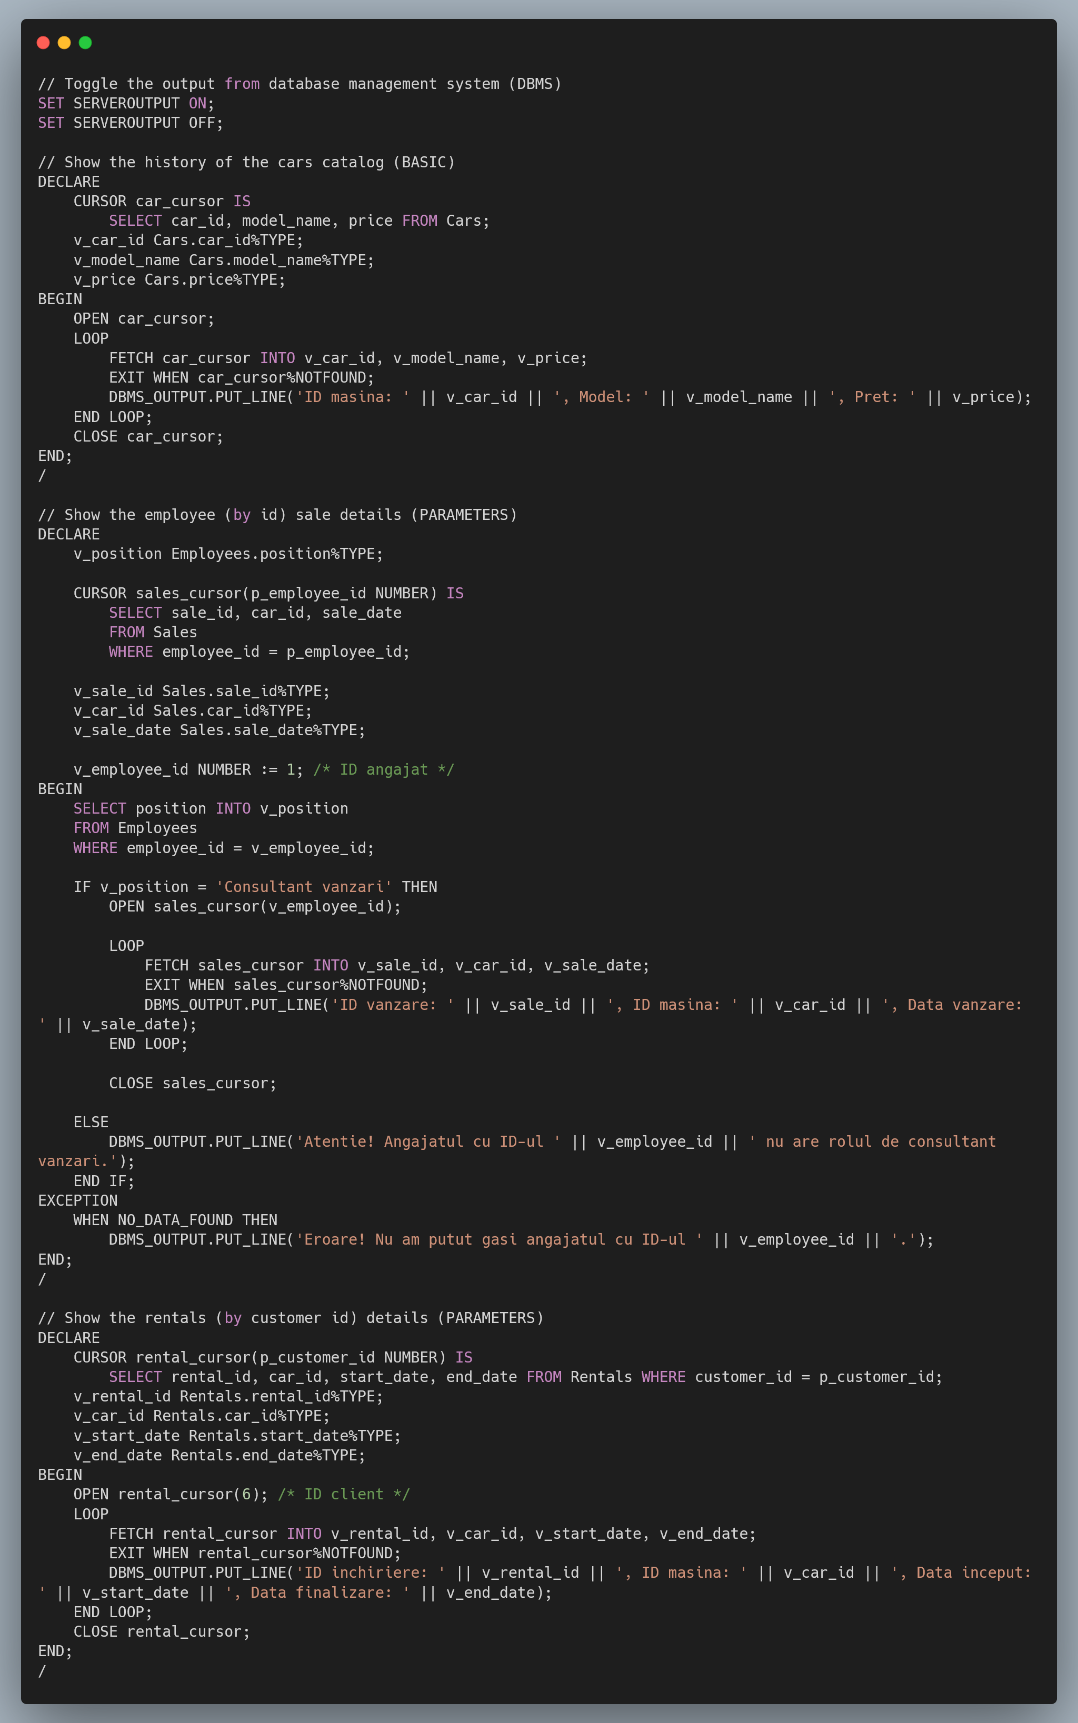 // Toggle the output from database management system (DBMS)
SET SERVEROUTPUT ON;
SET SERVEROUTPUT OFF;

// Show the history of the cars catalog (BASIC)
DECLARE
    CURSOR car_cursor IS
        SELECT car_id, model_name, price FROM Cars;
    v_car_id Cars.car_id%TYPE;
    v_model_name Cars.model_name%TYPE;
    v_price Cars.price%TYPE;
BEGIN
    OPEN car_cursor;
    LOOP
        FETCH car_cursor INTO v_car_id, v_model_name, v_price;
        EXIT WHEN car_cursor%NOTFOUND;
        DBMS_OUTPUT.PUT_LINE('ID masina: ' || v_car_id || ', Model: ' || v_model_name || ', Pret: ' || v_price);
    END LOOP;
    CLOSE car_cursor;
END;
/

// Show the employee (by id) sale details (PARAMETERS)
DECLARE
    v_position Employees.position%TYPE;

    CURSOR sales_cursor(p_employee_id NUMBER) IS
        SELECT sale_id, car_id, sale_date
        FROM Sales
        WHERE employee_id = p_employee_id;

    v_sale_id Sales.sale_id%TYPE;
    v_car_id Sales.car_id%TYPE;
    v_sale_date Sales.sale_date%TYPE;

    v_employee_id NUMBER := 1; /* ID angajat */
BEGIN
    SELECT position INTO v_position
    FROM Employees
    WHERE employee_id = v_employee_id;

    IF v_position = 'Consultant vanzari' THEN
        OPEN sales_cursor(v_employee_id);

        LOOP
            FETCH sales_cursor INTO v_sale_id, v_car_id, v_sale_date;
            EXIT WHEN sales_cursor%NOTFOUND;
            DBMS_OUTPUT.PUT_LINE('ID vanzare: ' || v_sale_id || ', ID masina: ' || v_car_id || ', Data vanzare:
' || v_sale_date);
        END LOOP;

        CLOSE sales_cursor;

    ELSE
        DBMS_OUTPUT.PUT_LINE('Atentie! Angajatul cu ID-ul ' || v_employee_id || ' nu are rolul de consultant
vanzari.');
    END IF;
EXCEPTION
    WHEN NO_DATA_FOUND THEN
        DBMS_OUTPUT.PUT_LINE('Eroare! Nu am putut gasi angajatul cu ID-ul ' || v_employee_id || '.');
END;
/

// Show the rentals (by customer id) details (PARAMETERS)
DECLARE
    CURSOR rental_cursor(p_customer_id NUMBER) IS
        SELECT rental_id, car_id, start_date, end_date FROM Rentals WHERE customer_id = p_customer_id;
    v_rental_id Rentals.rental_id%TYPE;
    v_car_id Rentals.car_id%TYPE;
    v_start_date Rentals.start_date%TYPE;
    v_end_date Rentals.end_date%TYPE;
BEGIN
    OPEN rental_cursor(6); /* ID client */
    LOOP
        FETCH rental_cursor INTO v_rental_id, v_car_id, v_start_date, v_end_date;
        EXIT WHEN rental_cursor%NOTFOUND;
        DBMS_OUTPUT.PUT_LINE('ID inchiriere: ' || v_rental_id || ', ID masina: ' || v_car_id || ', Data inceput:
' || v_start_date || ', Data finalizare: ' || v_end_date);
    END LOOP;
    CLOSE rental_cursor;
END;
/